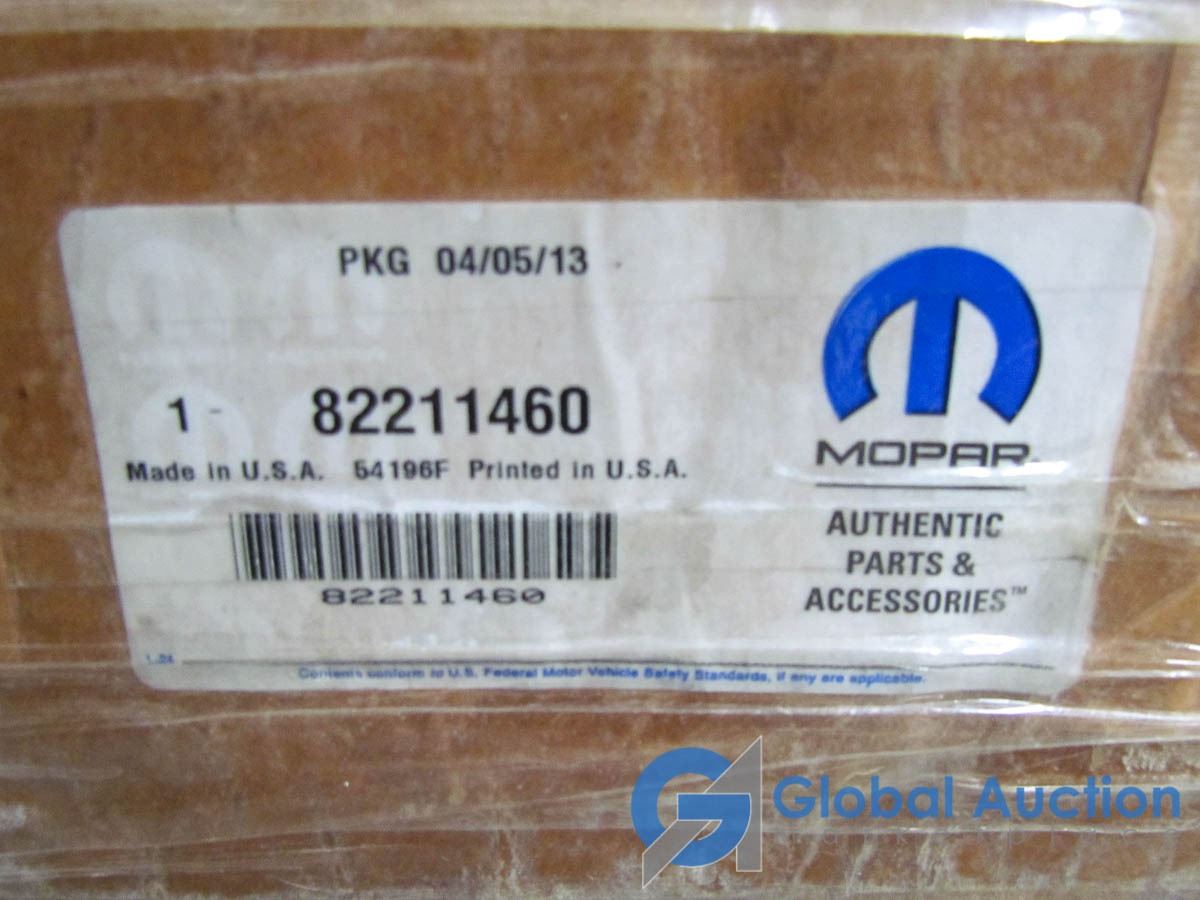 PKG 04/05/13
1 - 82211460
Made in U.S.A. 54196F Printed in U.S.A.
82211460
MOPAR
AUTHENTIC
PARTS &
ACCESSORIES™
Contents conform to U.S. Federal Motor Vehicle Safety Standards, if any are applicable.
GA Global Auction